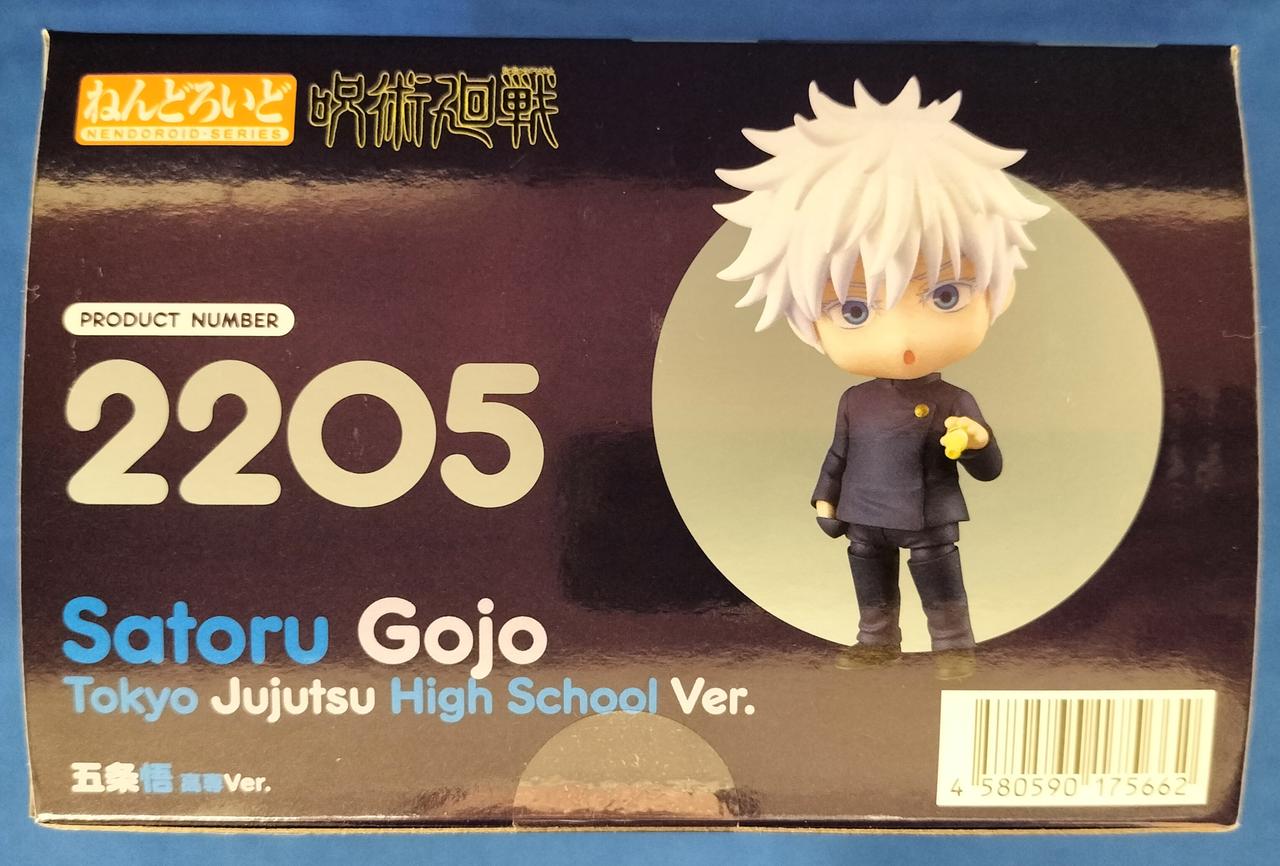 ねんどろいど
NENDOROID·SERIES
呪術廻戦
PRODUCT NUMBER
2205
Satoru Gojo
Tokyo Jujutsu High School Ver.
五条悟 高専Ver.
4 580590 175662